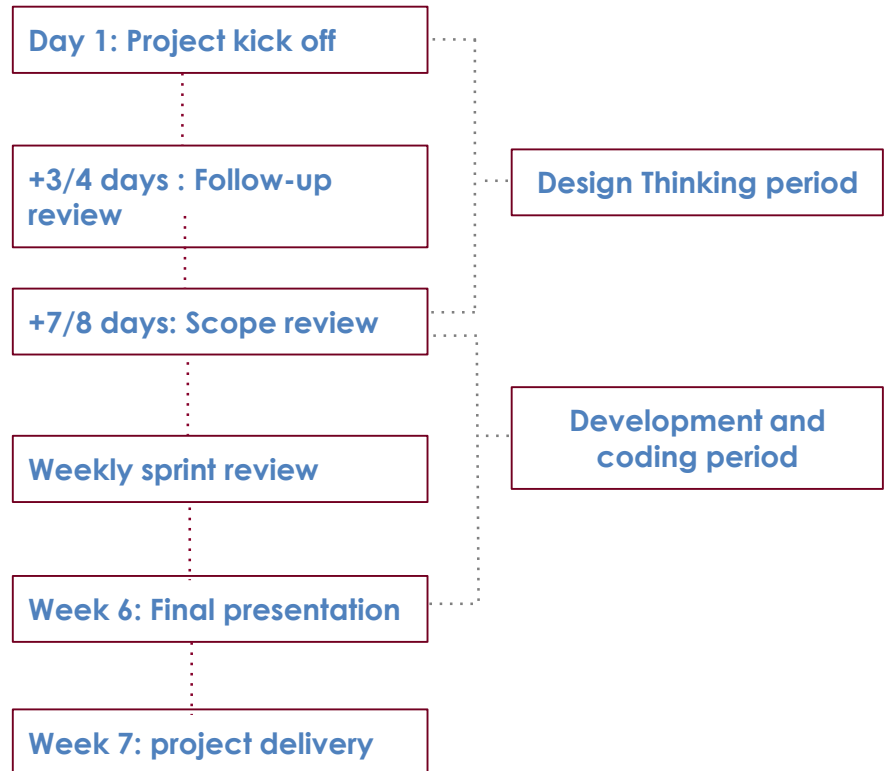 Day 1: Project kick off
+3/4 days : Follow-up
review
Design Thinking period
+7/8 days: Scope review
Development and
coding period
Weekly sprint review
Week 6: Final presentation
Week 7: project delivery